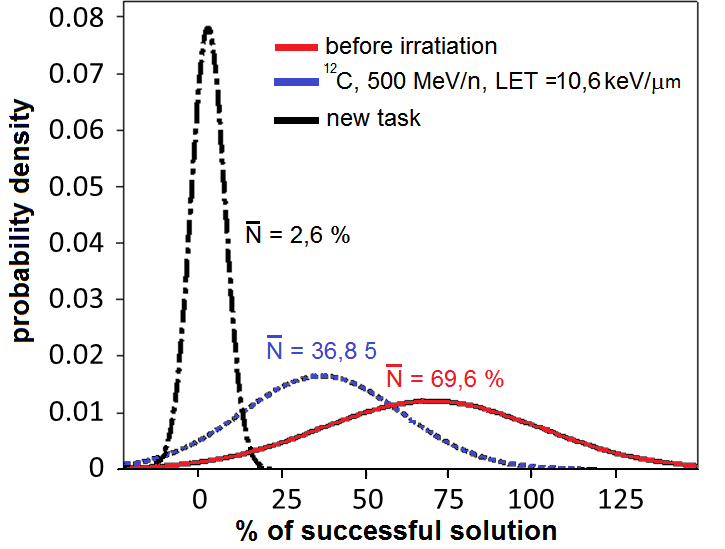 0.08
0.07
0.06
0.05
0.04
0.03
0.02
0.01
0
probability density
before irratiation
¹²C, 500 MeV/n, LET =10,6 keV/μm
new task
N̅ = 2,6 %
N̅ = 36,8 5
N̅ = 69,6 %
0 25 50 75 100 125
% of successful solution